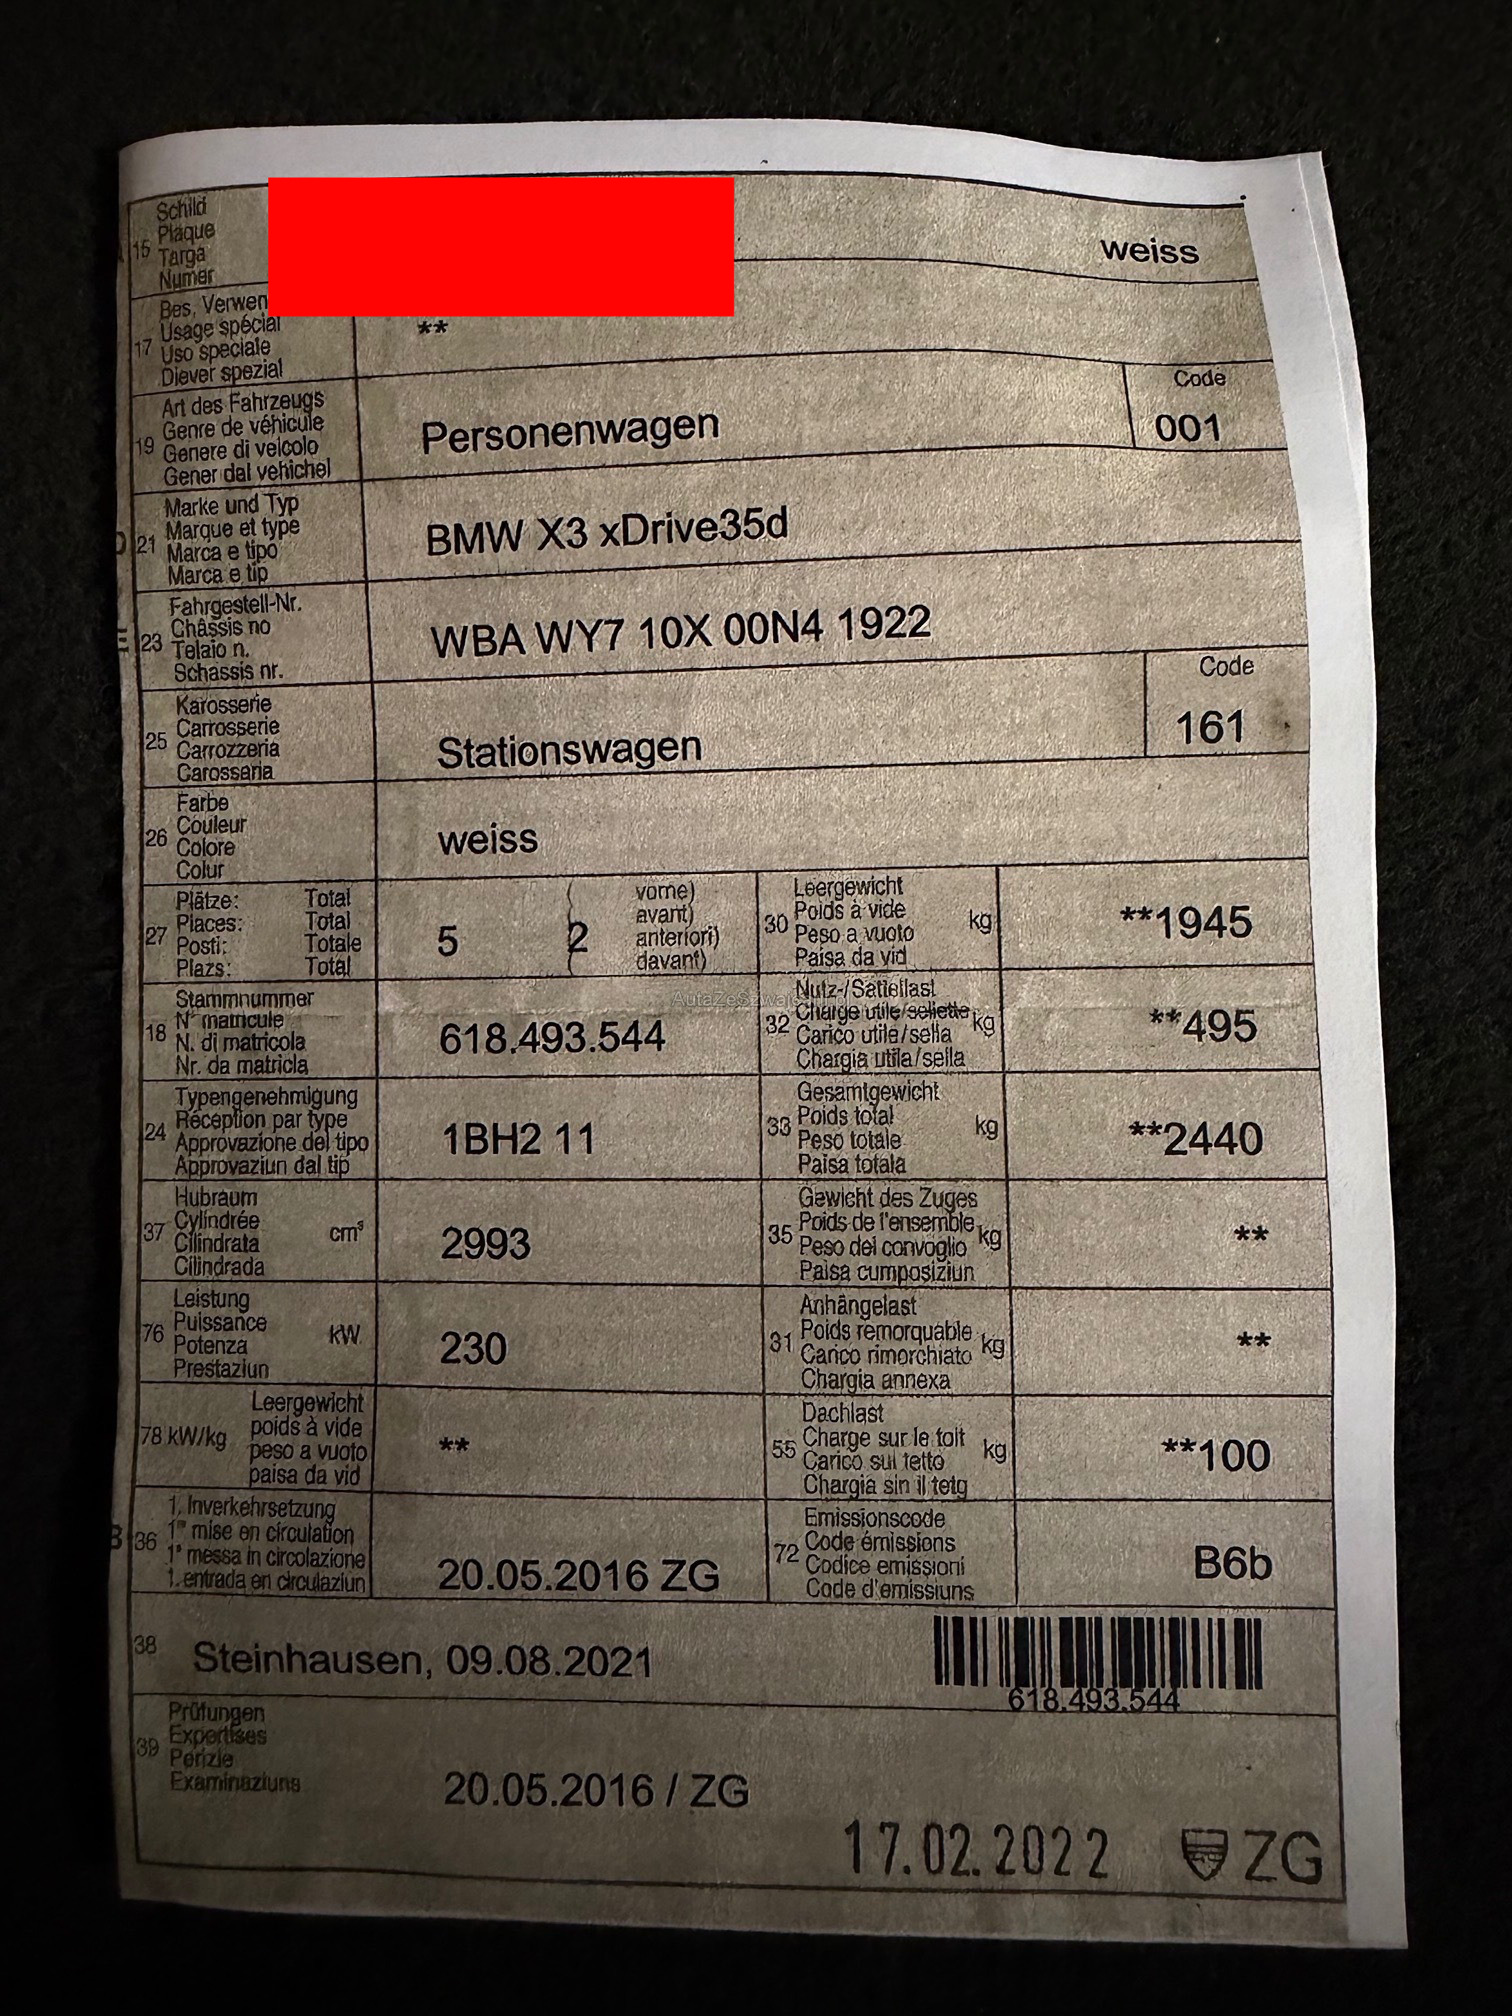 15
Schild
Plaque
Targa
Numer
weiss
17
Bes. Verwen
Usage spécial
Uso speciale
Diever spezial
**
19
Art des Fahrzeugs
Genre de véhicule
Genere di veicolo
Gener dal vehichel
Personenwagen
Code
001
21
Marke und Typ
Marque et type
Marca e tipo
Marca e tip
BMW X3 xDrive35d
E 23
Fahrgestell-Nr.
Châssis no
Telaio n.
Schassis nr.
WBA WY7 10X 00N4 1922
25
Karosserie
Carrosserie
Carrozzeria
Carossaria
Stationswagen
Code
161
26
Farbe
Couleur
Colore
Colur
weiss
27
Plätze: Total
Places: Total
Posti: Totale
Plazs: Total
5 ( 2 vorne)
avant)
anteriori)
davant)
30
Leergewicht
Poids à vide
Peso a vuoto
Paisa da vid
kg
**1945
18
Stammnummer
N° matricule
N. di matricola
Nr. da matricla
618.493.544
32
Nutz-/Sattellast
Charge utile/sellette
Carico utile/sella
Chargia utila/sella
kg
**495
24
Typengenehmigung
Réception par type
Approvazione del tipo
Approvaziun dal tip
1BH2 11
33
Gesamtgewicht
Poids total
Peso totale
Paisa totala
kg
**2440
37
Hubraum
Cylindrée
Cilindrata
Cilindrada
cm³
2993
35
Gewicht des Zuges
Poids de l'ensemble
Peso del convoglio
Paisa cumposiziun
kg
**
76
Leistung
Puissance
Potenza
Prestaziun
kW
230
31
Anhängelast
Poids remorquable
Carico rimorchiato
Chargia annexa
kg
**
78 kW/kg
Leergewicht
poids à vide
peso a vuoto
paisa da vid
**
55
Dachlast
Charge sur le toit
Carico sul tetto
Chargia sin il tetg
kg
**100
B 36
1. Inverkehrsetzung
1re mise en circulation
1a messa in circolazione
1. entrada en circulaziun
20.05.2016 ZG
72
Emissionscode
Code émissions
Codice emissioni
Code d'emissiuns
B6b
38
Steinhausen, 09.08.2021
618.493.544
39
Prüfungen
Expertises
Perizie
Examinaziuns
20.05.2016 / ZG
17.02.2022 ZG